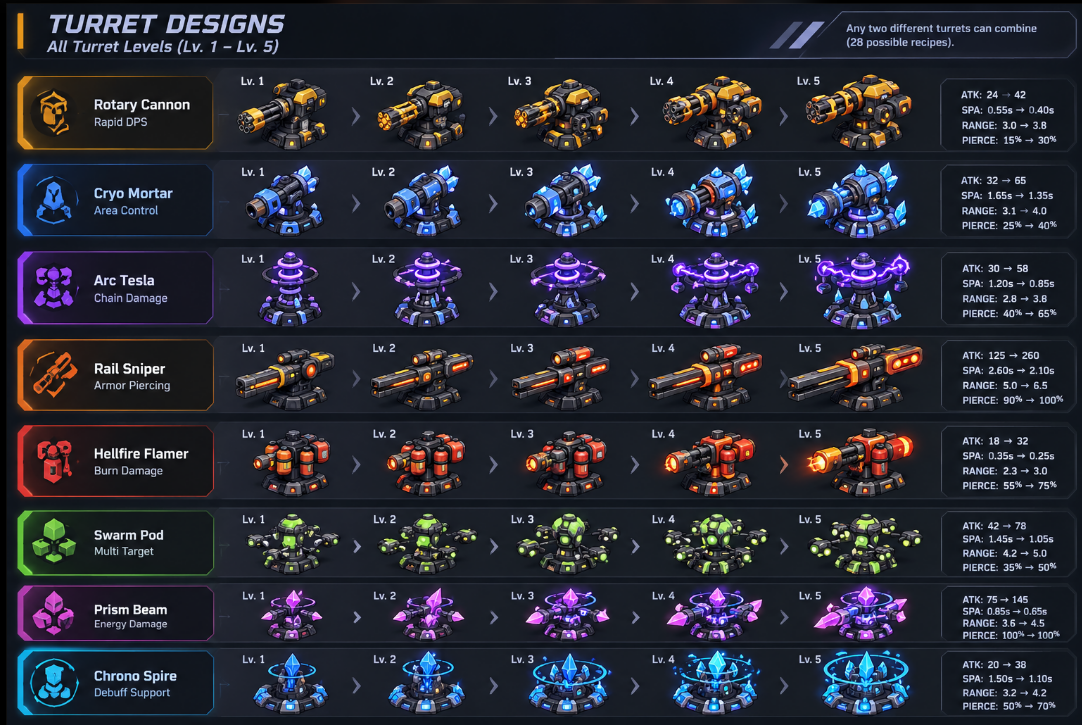 TURRET DESIGNS
All Turret Levels (Lv. 1 – Lv. 5)
Any two different turrets can combine
(28 possible recipes).
Rotary Cannon
Rapid DPS
Lv. 1
Lv. 2
Lv. 3
Lv. 4
Lv. 5
ATK: 24 → 42
SPA: 0.55s → 0.40s
RANGE: 3.0 → 3.8
PIERCE: 15% → 30%
Cryo Mortar
Area Control
Lv. 1
Lv. 2
Lv. 3
Lv. 4
Lv. 5
ATK: 32 → 65
SPA: 1.65s → 1.35s
RANGE: 3.1 → 4.0
PIERCE: 25% → 40%
Arc Tesla
Chain Damage
Lv. 1
Lv. 2
Lv. 3
Lv. 4
Lv. 5
ATK: 30 → 58
SPA: 1.20s → 0.85s
RANGE: 2.8 → 3.8
PIERCE: 40% → 65%
Rail Sniper
Armor Piercing
Lv. 1
Lv. 2
Lv. 3
Lv. 4
Lv. 5
ATK: 125 → 260
SPA: 2.60s → 2.10s
RANGE: 5.0 → 6.5
PIERCE: 90% → 100%
Hellfire Flamer
Burn Damage
Lv. 1
Lv. 2
Lv. 3
Lv. 4
Lv. 5
ATK: 18 → 32
SPA: 0.35s → 0.25s
RANGE: 2.3 → 3.0
PIERCE: 55% → 75%
Swarm Pod
Multi Target
Lv. 1
Lv. 2
Lv. 3
Lv. 4
Lv. 5
ATK: 42 → 78
SPA: 1.45s → 1.05s
RANGE: 4.2 → 5.0
PIERCE: 35% → 50%
Prism Beam
Energy Damage
Lv. 1
Lv. 2
Lv. 3
Lv. 4
Lv. 5
ATK: 75 → 145
SPA: 0.85s → 0.65s
RANGE: 3.6 → 4.5
PIERCE: 100% → 100%
Chrono Spire
Debuff Support
Lv. 1
Lv. 2
Lv. 3
Lv. 4
Lv. 5
ATK: 20 → 38
SPA: 1.50s → 1.10s
RANGE: 3.2 → 4.2
PIERCE: 50% → 70%